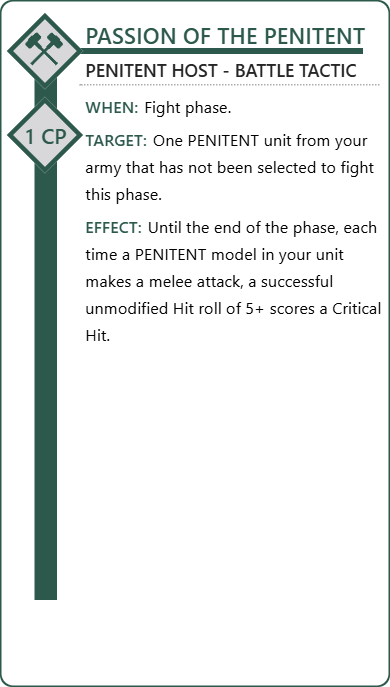 PASSION OF THE PENITENT
PENITENT HOST - BATTLE TACTIC
1 CP
WHEN: Fight phase.
TARGET: One PENITENT unit from your
army that has not been selected to fight
this phase.
EFFECT: Until the end of the phase, each
time a PENITENT model in your unit
makes a melee attack, a successful
unmodified Hit roll of 5+ scores a Critical
Hit.